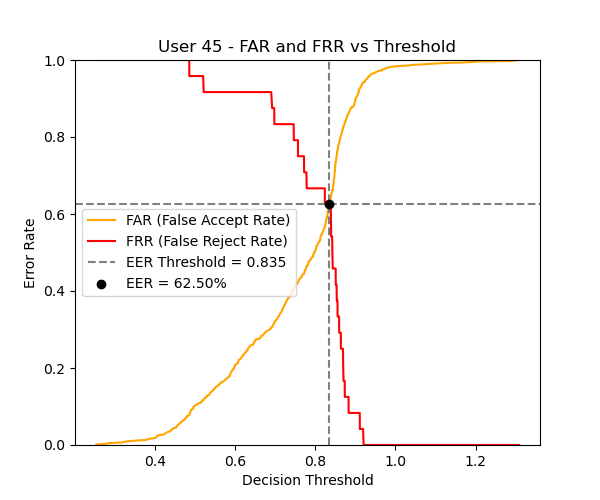 User 45 - FAR and FRR vs Threshold
1.0
0.8
0.6
0.4
0.2
0.0
Error Rate
FAR (False Accept Rate)
FRR (False Reject Rate)
EER Threshold = 0.835
EER = 62.50%
0.4 0.6 0.8 1.0 1.2
Decision Threshold